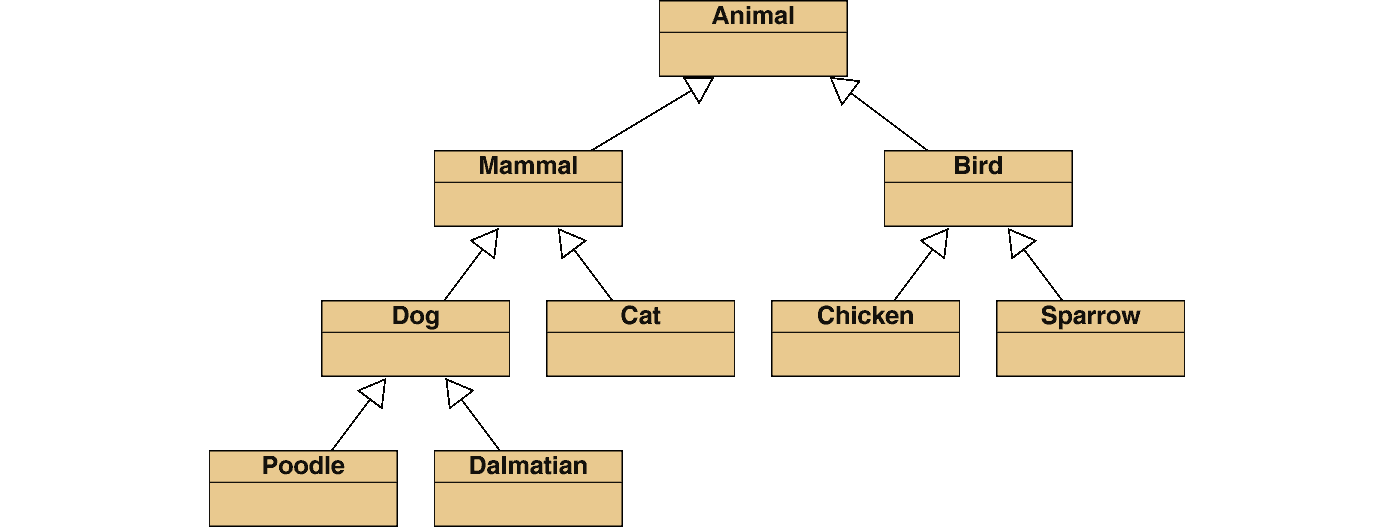 Animal
Mammal
Bird
Dog
Cat
Chicken
Sparrow
Poodle
Dalmatian